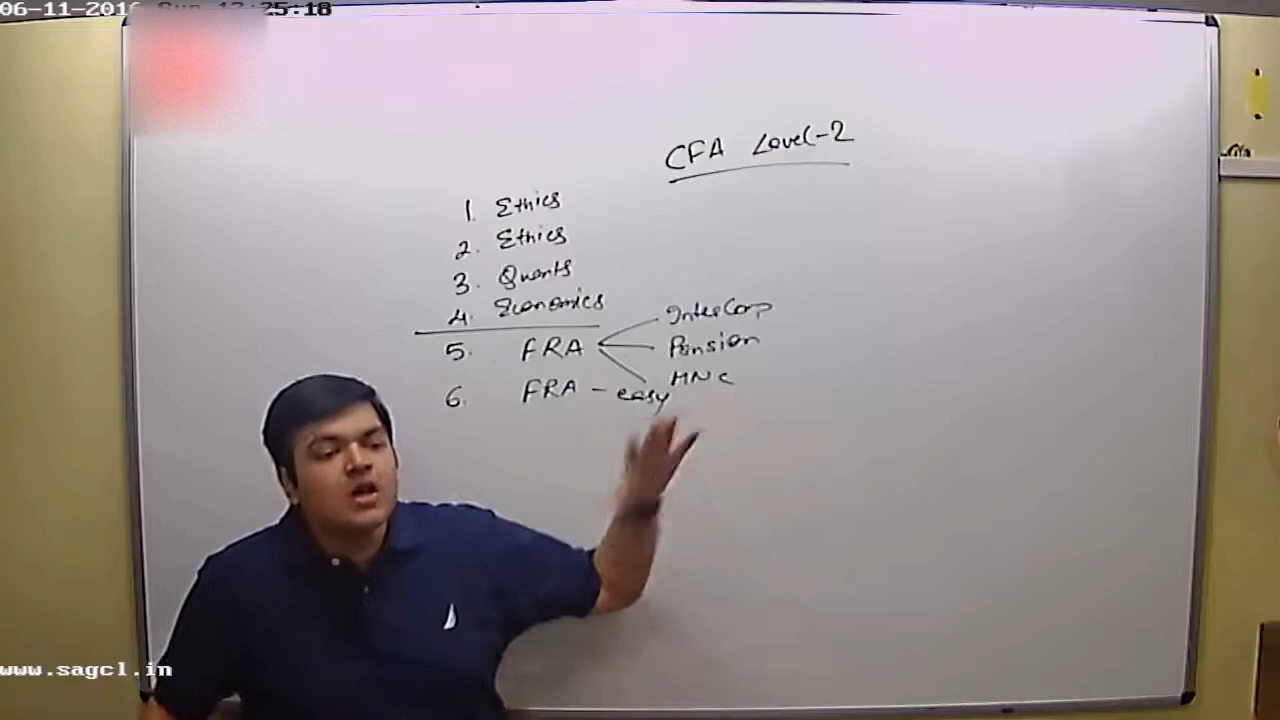 06-11-2016 Sun 12:25:18
CFA Level-2
1. Ethics
2. Ethics
3. Quants
4. Economics
5. FRA
InterCorp
Pension
MNC
6. FRA - easy
www.sagcl.in